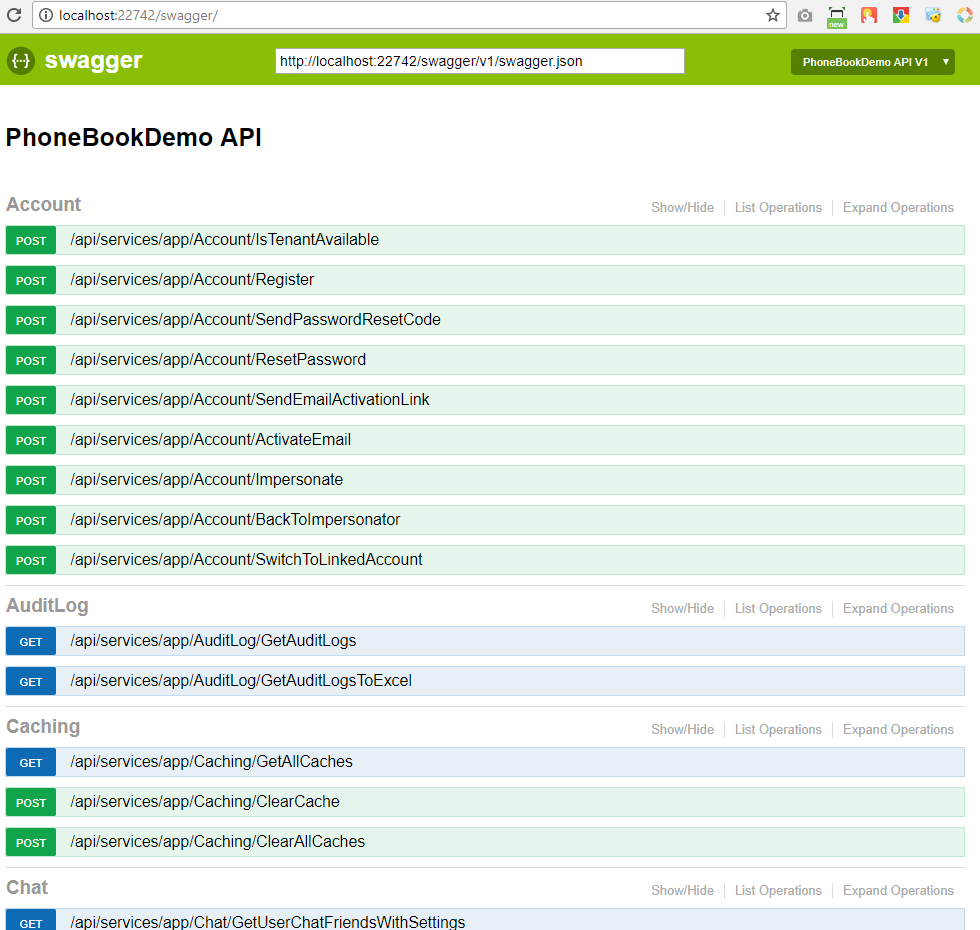 localhost:22742/swagger/
new
{··} swagger http://localhost:22742/swagger/v1/swagger.json PhoneBookDemo API V1
PhoneBookDemo API
Account Show/Hide List Operations Expand Operations
POST /api/services/app/Account/IsTenantAvailable
POST /api/services/app/Account/Register
POST /api/services/app/Account/SendPasswordResetCode
POST /api/services/app/Account/ResetPassword
POST /api/services/app/Account/SendEmailActivationLink
POST /api/services/app/Account/ActivateEmail
POST /api/services/app/Account/Impersonate
POST /api/services/app/Account/BackToImpersonator
POST /api/services/app/Account/SwitchToLinkedAccount
AuditLog Show/Hide List Operations Expand Operations
GET /api/services/app/AuditLog/GetAuditLogs
GET /api/services/app/AuditLog/GetAuditLogsToExcel
Caching Show/Hide List Operations Expand Operations
GET /api/services/app/Caching/GetAllCaches
POST /api/services/app/Caching/ClearCache
POST /api/services/app/Caching/ClearAllCaches
Chat Show/Hide List Operations Expand Operations
GET /api/services/app/Chat/GetUserChatFriendsWithSettings